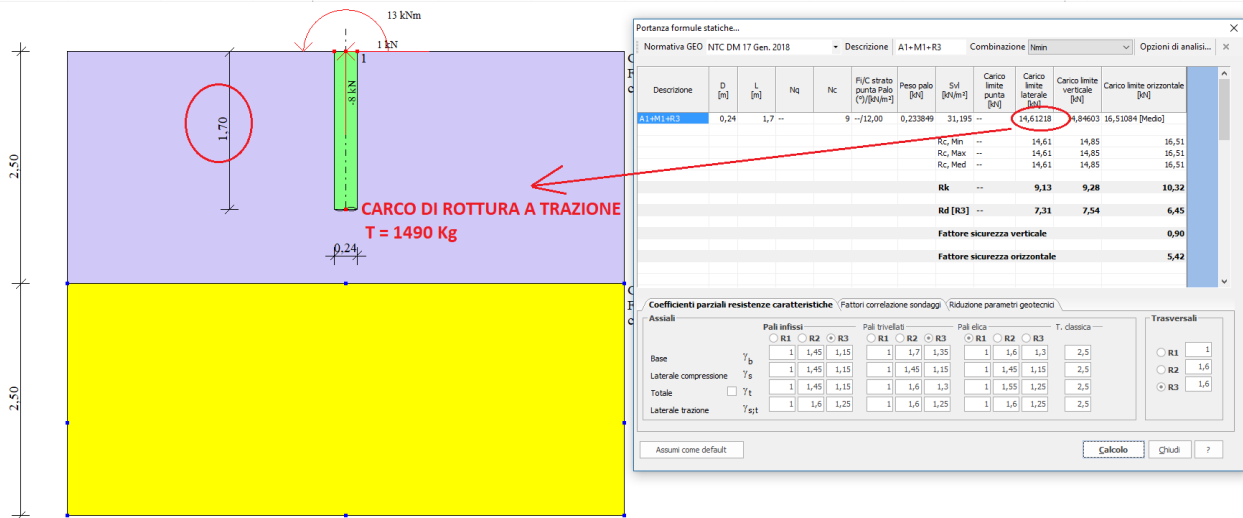 13 kNm
1 kN
1
-8 kN
1,70
2,50
CARCO DI ROTTURA A TRAZIONE
T = 1490 Kg
0,24
2,50
Portanza formule statiche...
Normativa GEO NTC DM 17 Gen. 2018 Descrizione A1+M1+R3 Combinazione Nmin Opzioni di analisi...
Descrizione D [m] L [m] Nq Nc Fi/C strato punta Palo (°)/[kN/m²] Peso palo [kN] Svl [kN/m²] Carico limite punta [kN] Carico limite laterale [kN] Carico limite verticale [kN] Carico limite orizzontale [kN]
A1+M1+R3 0,24 1,7 -- 9 --/12,00 0,233849 31,195 -- 14,61218 4,84603 16,51084 [Medio]
Rc, Min -- 14,61 14,85 16,51
Rc, Max -- 14,61 14,85 16,51
Rc, Med -- 14,61 14,85 16,51
Rk -- 9,13 9,28 10,32
Rd [R3] -- 7,31 7,54 6,45
Fattore sicurezza verticale 0,90
Fattore sicurezza orizzontale 5,42
Coefficienti parziali resistenze caratteristiche Fattori correlazione sondaggi Riduzione parametri geotecnici
Assiali
Pali infissi Pali trivellati Pali elica T. classica
R1 R2 R3 R1 R2 R3 R1 R2 R3
Base γb 1 1,45 1,15 1 1,7 1,35 1 1,6 1,3 2,5
Laterale compressione γs 1 1,45 1,15 1 1,45 1,15 1 1,45 1,15 2,5
Totale γt 1 1,45 1,15 1 1,6 1,3 1 1,55 1,25 2,5
Laterale trazione γs;t 1 1,6 1,25 1 1,6 1,25 1 1,6 1,25 2,5
Trasversali
R1 1
R2 1,6
R3 1,6
Assumi come default Calcolo Chiudi ?